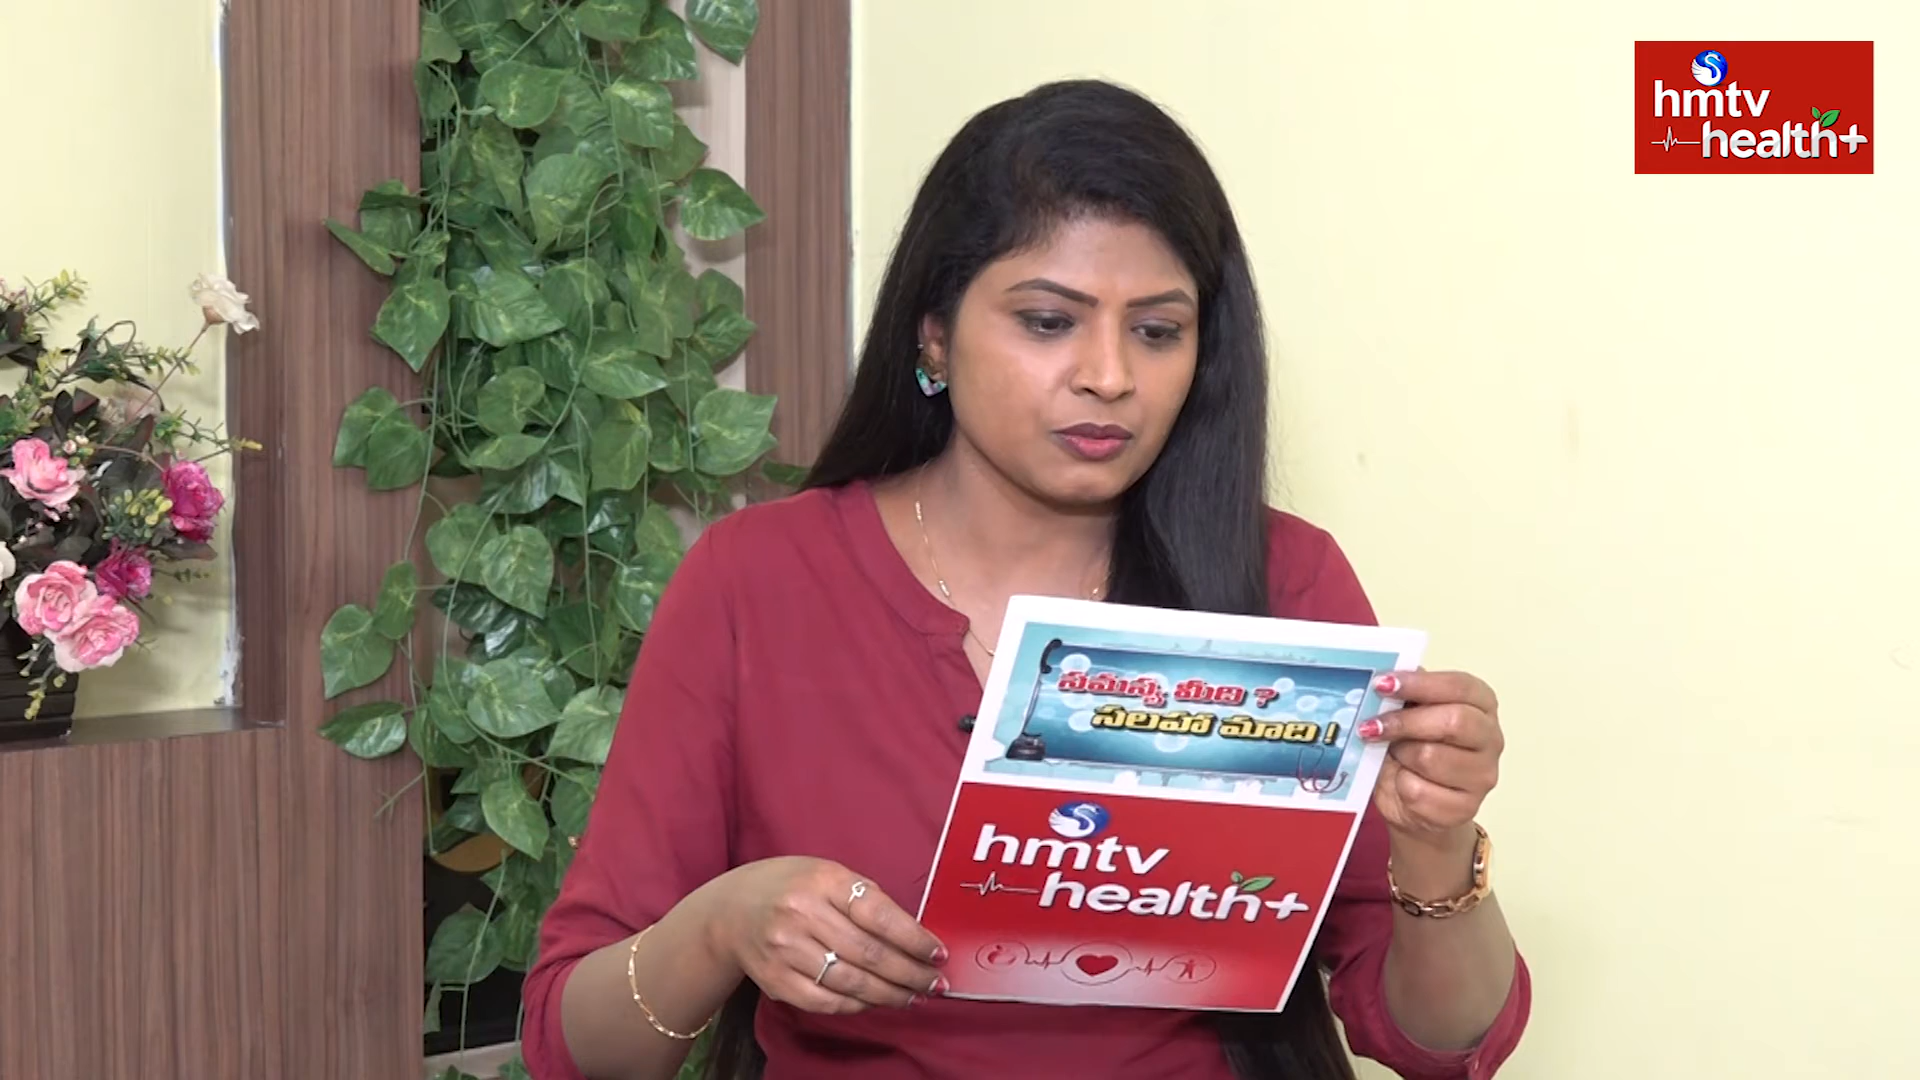 hmtv
health+
సమస్య మీది ?
సలహా మాది !
hmtv
health+